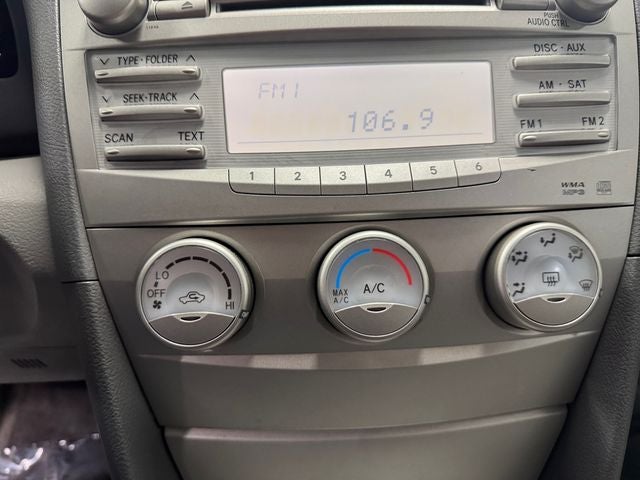 PUSH
AUDIO CTRL
TYPE · FOLDER
DISC · AUX
FM1
SEEK · TRACK
AM · SAT
106.9
SCAN TEXT
FM 1 FM 2
1 2 3 4 5 6
WMA
MP3
LO
OFF
HI
MAX
A/C
A/C